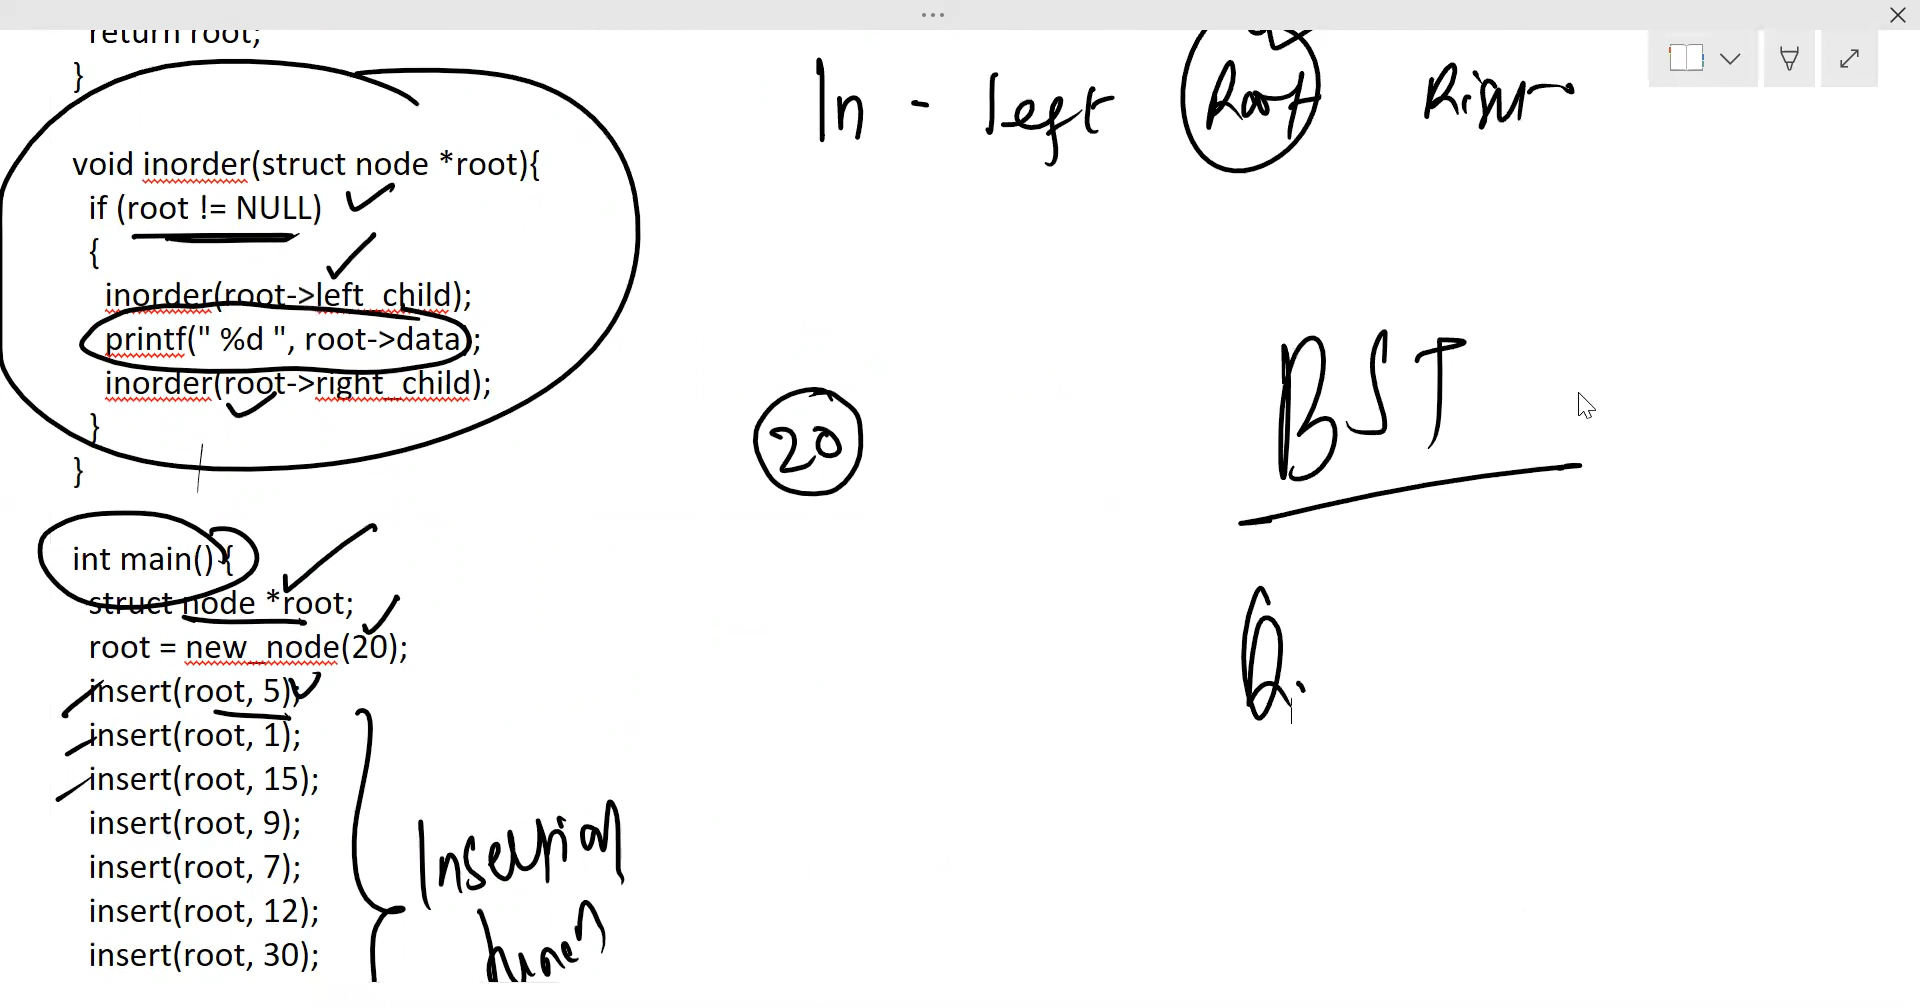 return root;
}
void inorder(struct node *root){
if (root != NULL)
{
inorder(root->left_child);
printf(" %d ", root->data);
inorder(root->right_child);
}
}
int main() {
struct node *root;
root = new_node(20);
insert(root, 5);
insert(root, 1);
insert(root, 15);
insert(root, 9);
insert(root, 7);
insert(root, 12);
insert(root, 30);
Insertion
In - left Root Right
20
BST